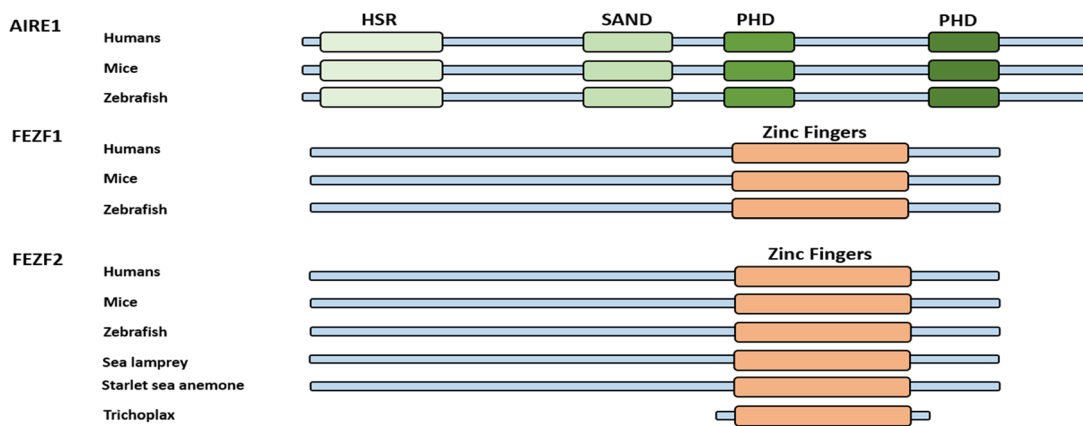 AIRE1
HSR SAND PHD PHD
Humans
Mice
Zebrafish
FEZF1
Zinc Fingers
Humans
Mice
Zebrafish
FEZF2
Zinc Fingers
Humans
Mice
Zebrafish
Sea lamprey
Starlet sea anemone
Trichoplax